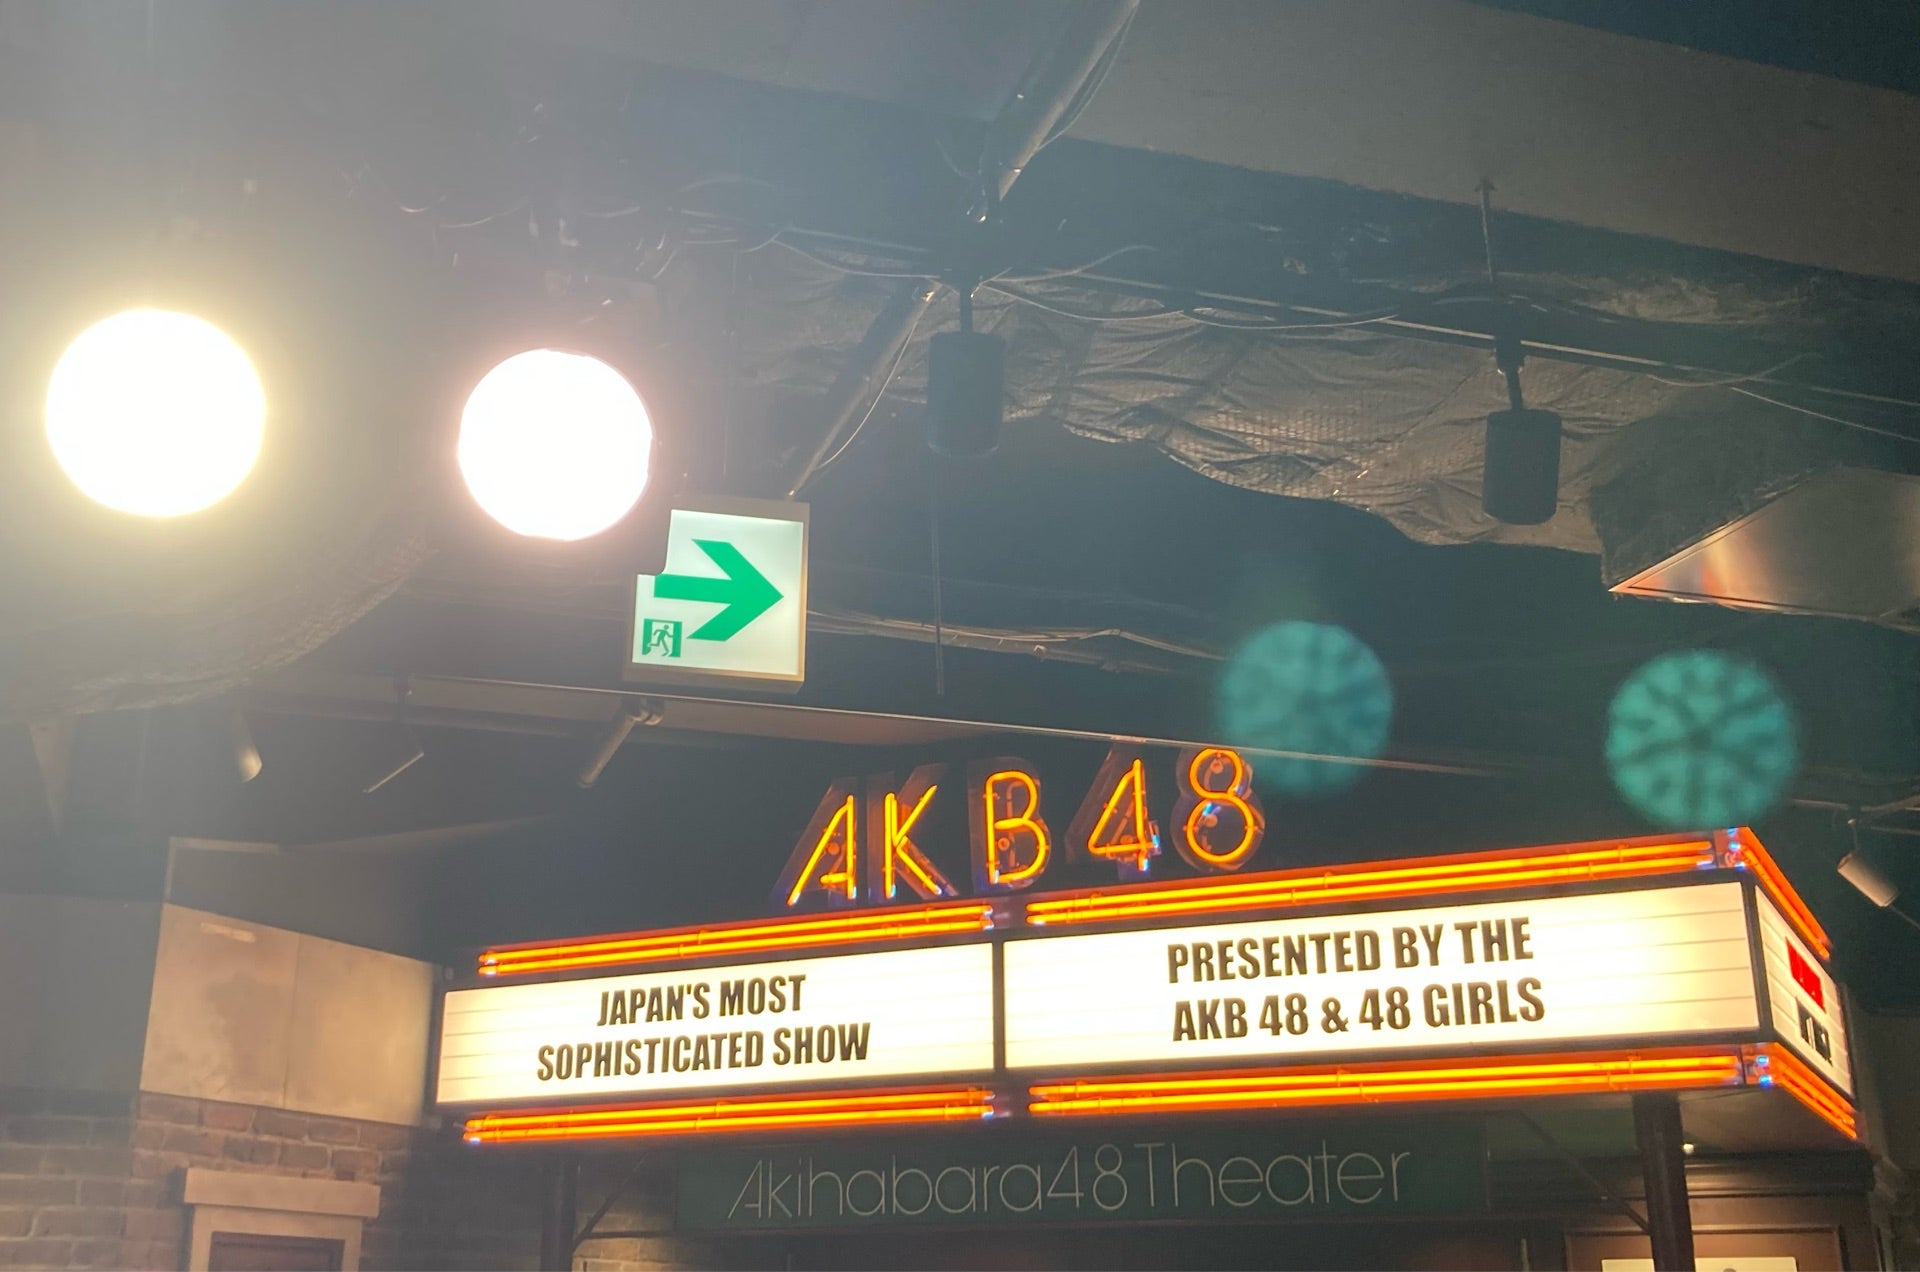 AKB48
JAPAN'S MOST
SOPHISTICATED SHOW
PRESENTED BY THE
AKB 48 & 48 GIRLS
Akihabara48Theater